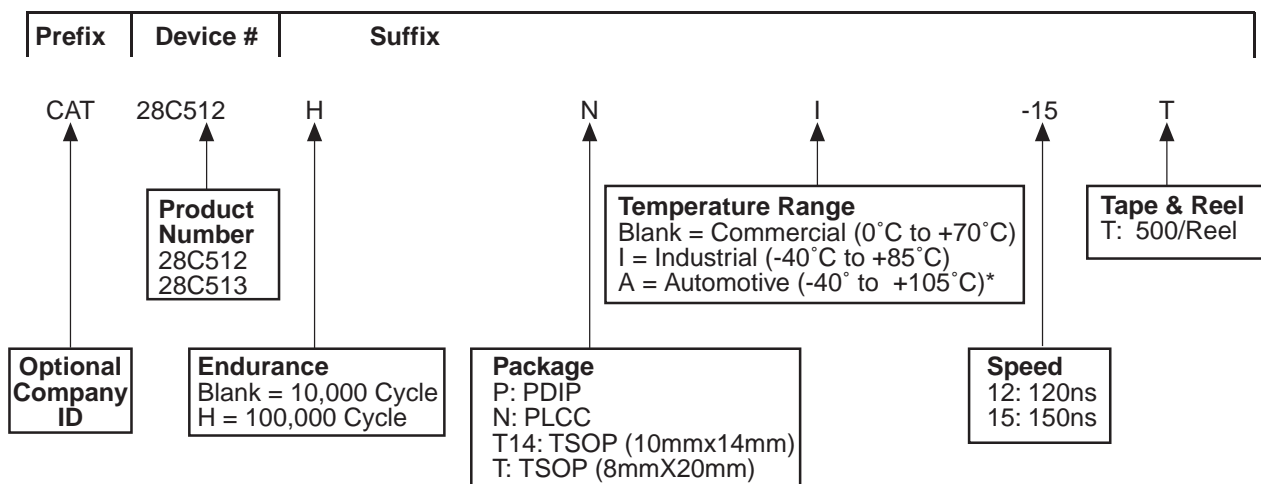 Prefix Device # Suffix
CAT 28C512 H N I -15 T
Product
Number
28C512
28C513
Temperature Range
Blank = Commercial (0˚C to +70˚C)
I = Industrial (-40˚C to +85˚C)
A = Automotive (-40˚ to +105˚C)*
Tape & Reel
T: 500/Reel
Optional
Company
ID
Endurance
Blank = 10,000 Cycle
H = 100,000 Cycle
Package
P: PDIP
N: PLCC
T14: TSOP (10mmx14mm)
T: TSOP (8mmX20mm)
Speed
12: 120ns
15: 150ns